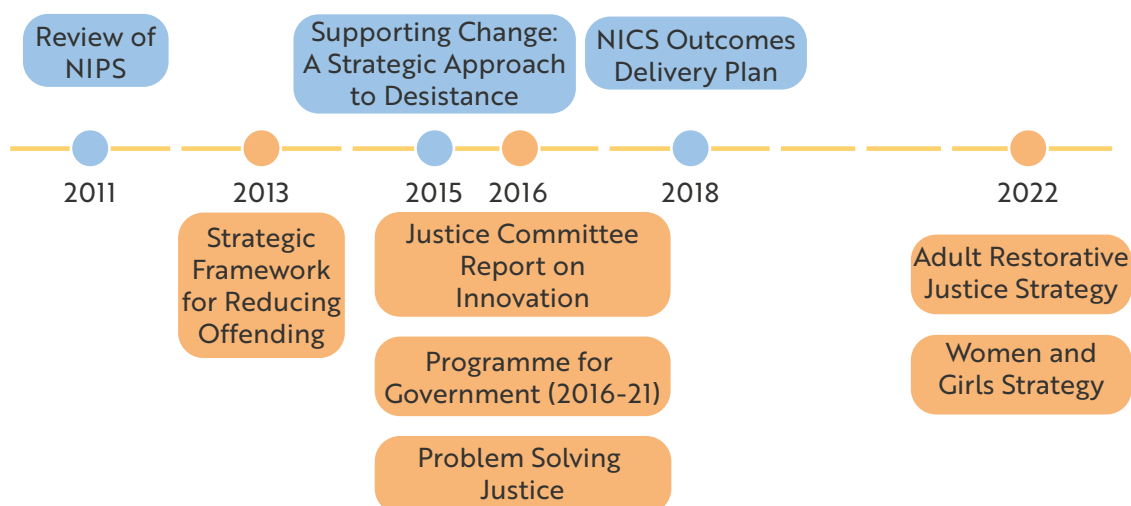 Review of
NIPS
Supporting Change:
A Strategic Approach
to Desistance
NICS Outcomes
Delivery Plan
2011
2013
2015
2016
2018
2022
Strategic
Framework
for Reducing
Offending
Justice Committee
Report on
Innovation
Programme for
Government (2016-21)
Problem Solving
Justice
Adult Restorative
Justice Strategy
Women and
Girls Strategy